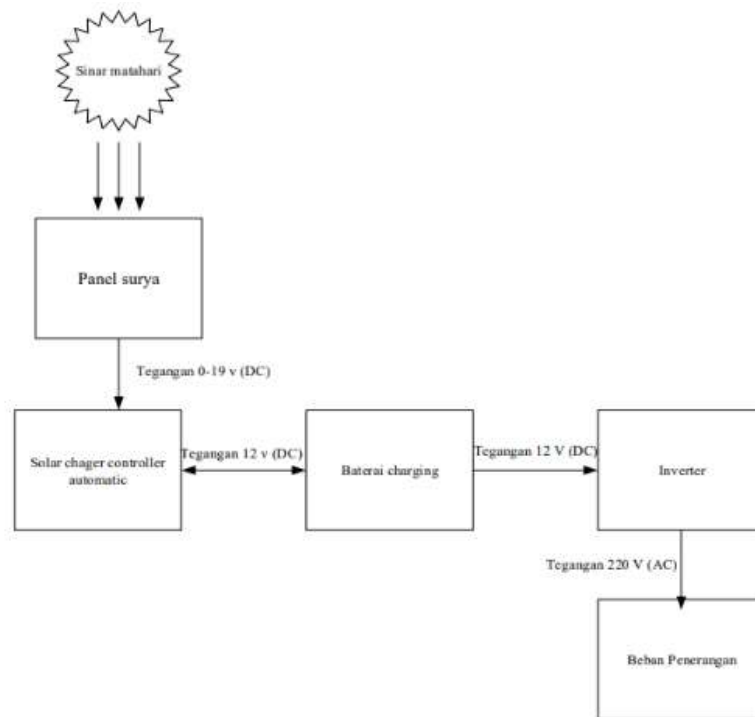 Sinar matahari
Panel surya
Tegangan 0-19 v (DC)
Solar chager controller
automatic
Tegangan 12 v (DC)
Baterai charging
Tegangan 12 V (DC)
Inverter
Tegangan 220 V (AC)
Beban Penerangan